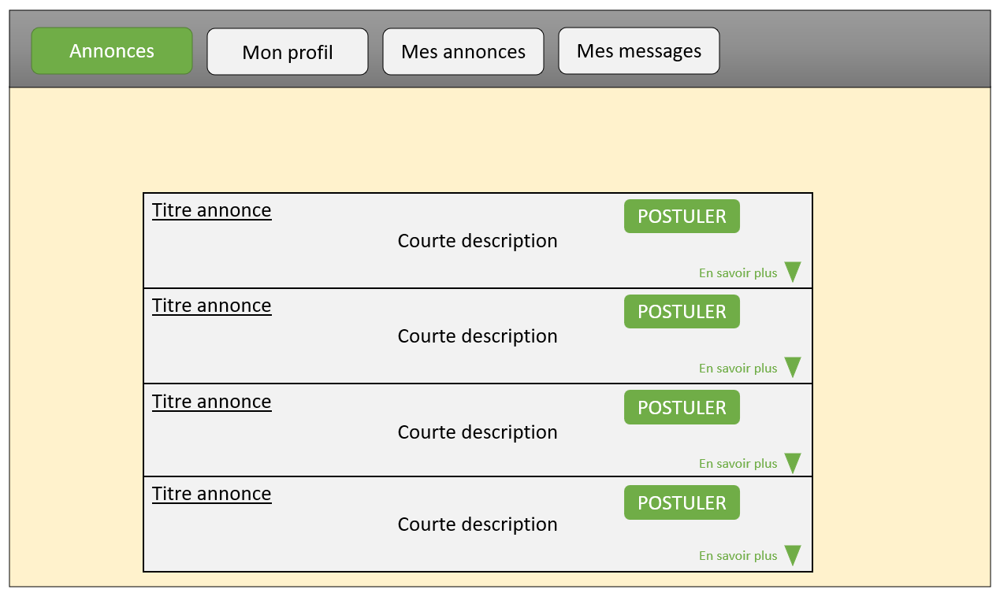 Annonces
Mon profil
Mes annonces
Mes messages
Titre annonce
POSTULER
Courte description
En savoir plus
Titre annonce
POSTULER
Courte description
En savoir plus
Titre annonce
POSTULER
Courte description
En savoir plus
Titre annonce
POSTULER
Courte description
En savoir plus